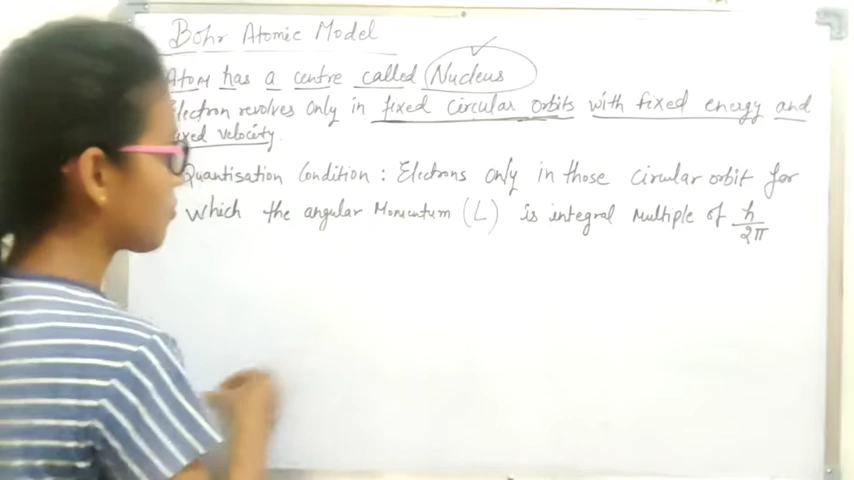 Bohr Atomic Model
Atom has a centre called Nucleus
Electron revolves only in fixed circular orbits with fixed energy and
fixed velocity.
Quantisation Condition : Electrons only in those circular orbit for
which the angular Momentum (L) is integral Multiple of h/2π